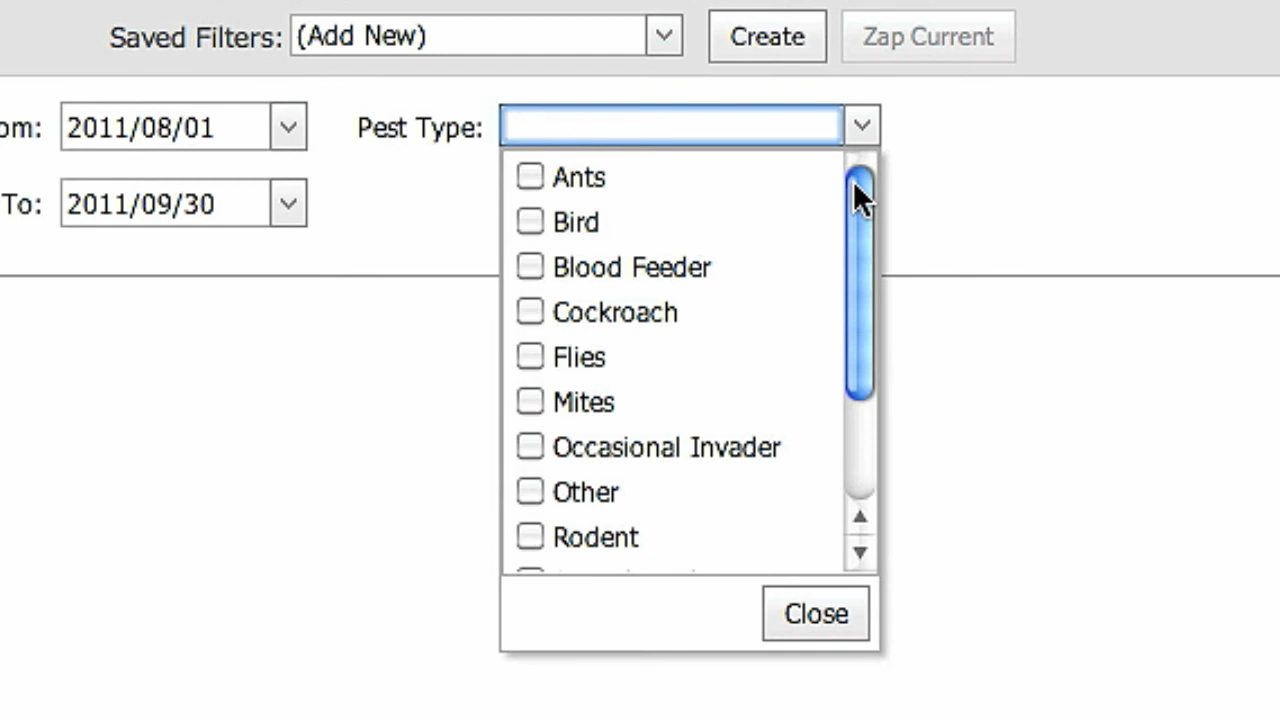 Saved Filters: (Add New) Create Zap Current
om: 2011/08/01 Pest Type:
To: 2011/09/30
Ants
Bird
Blood Feeder
Cockroach
Flies
Mites
Occasional Invader
Other
Rodent
Close